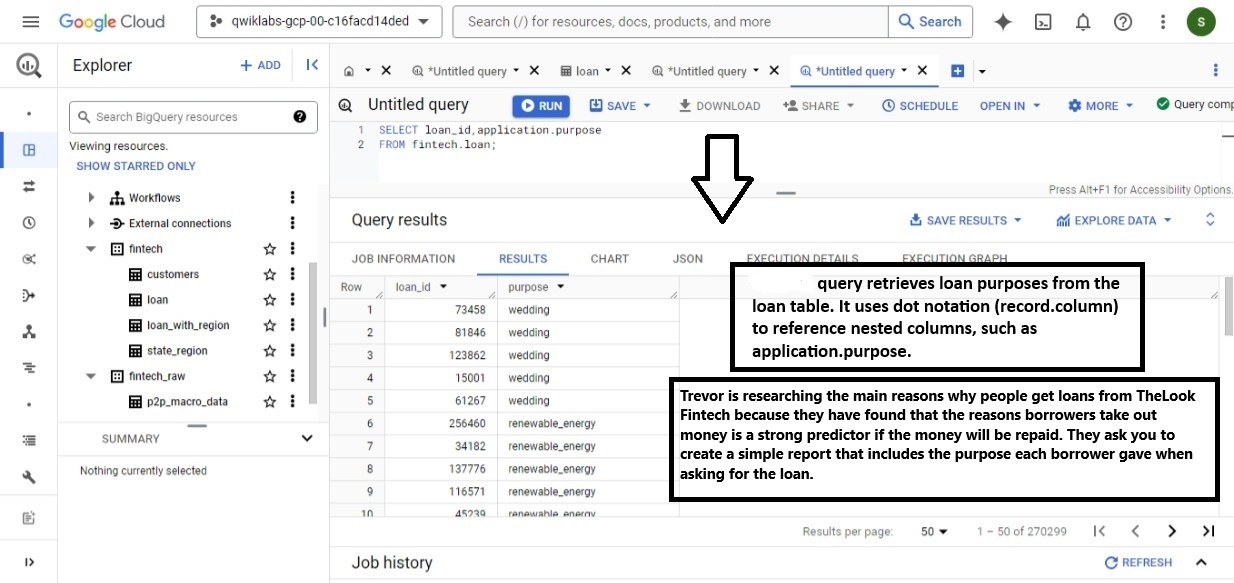 Google Cloud
qwiklabs-gcp-00-c16facd14ded
Search (/) for resources, docs, products, and more
Search
S
Explorer
+ ADD
*Untitled query
loan
*Untitled query
*Untitled query
Search BigQuery resources
?
Viewing resources.
SHOW STARRED ONLY
Workflows
External connections
fintech
customers
loan
loan_with_region
state_region
fintech_raw
p2p_macro_data
SUMMARY
Nothing currently selected
Untitled query
RUN
SAVE
DOWNLOAD
SHARE
SCHEDULE
OPEN IN
MORE
Query comp
1 SELECT loan_id,application.purpose
2 FROM fintech.loan;
Press Alt+F1 for Accessibility Options.
Query results
SAVE RESULTS
EXPLORE DATA
JOB INFORMATION
RESULTS
CHART
JSON
EXECUTION DETAILS
EXECUTION GRAPH
Row loan_id purpose
1 73458 wedding
2 81846 wedding
3 123862 wedding
4 15001 wedding
5 61267 wedding
6 256460 renewable_energy
7 34182 renewable_energy
8 137776 renewable_energy
9 116571 renewable_energy
10 45239 renewable_energy
query retrieves loan purposes from the
loan table. It uses dot notation (record.column)
to reference nested columns, such as
application.purpose.
Trevor is researching the main reasons why people get loans from TheLook
Fintech because they have found that the reasons borrowers take out
money is a strong predictor if the money will be repaid. They ask you to
create a simple report that includes the purpose each borrower gave when
asking for the loan.
Results per page: 50 1 – 50 of 270299
Job history
REFRESH